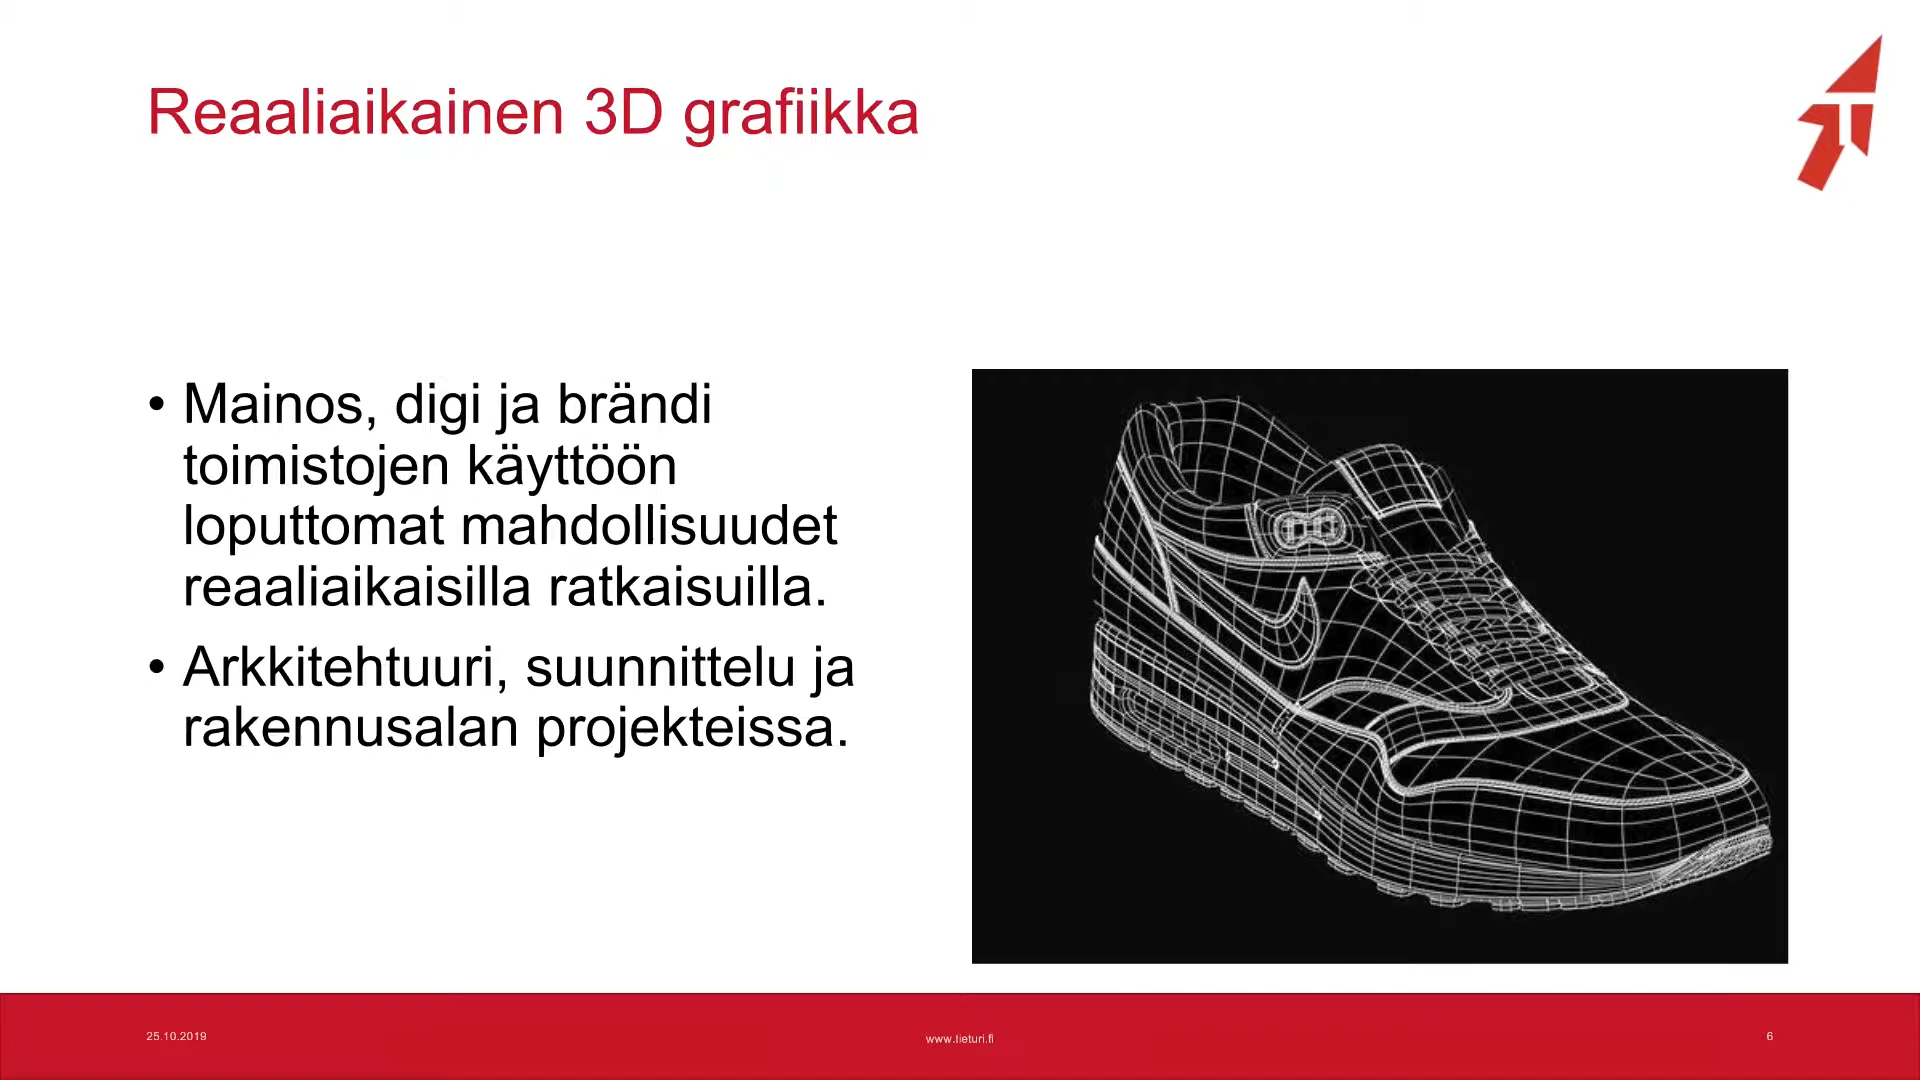 Reaaliaikainen 3D grafiikka
• Mainos, digi ja brändi
toimistojen käyttöön
loputtomat mahdollisuudet
reaaliaikaisilla ratkaisuilla.
• Arkkitehtuuri, suunnittelu ja
rakennusalan projekteissa.
25.10.2019
www.tieturi.fi
6